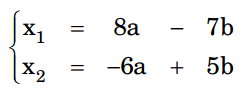 x₁ = 8a − 7b
x₂ = −6a + 5b